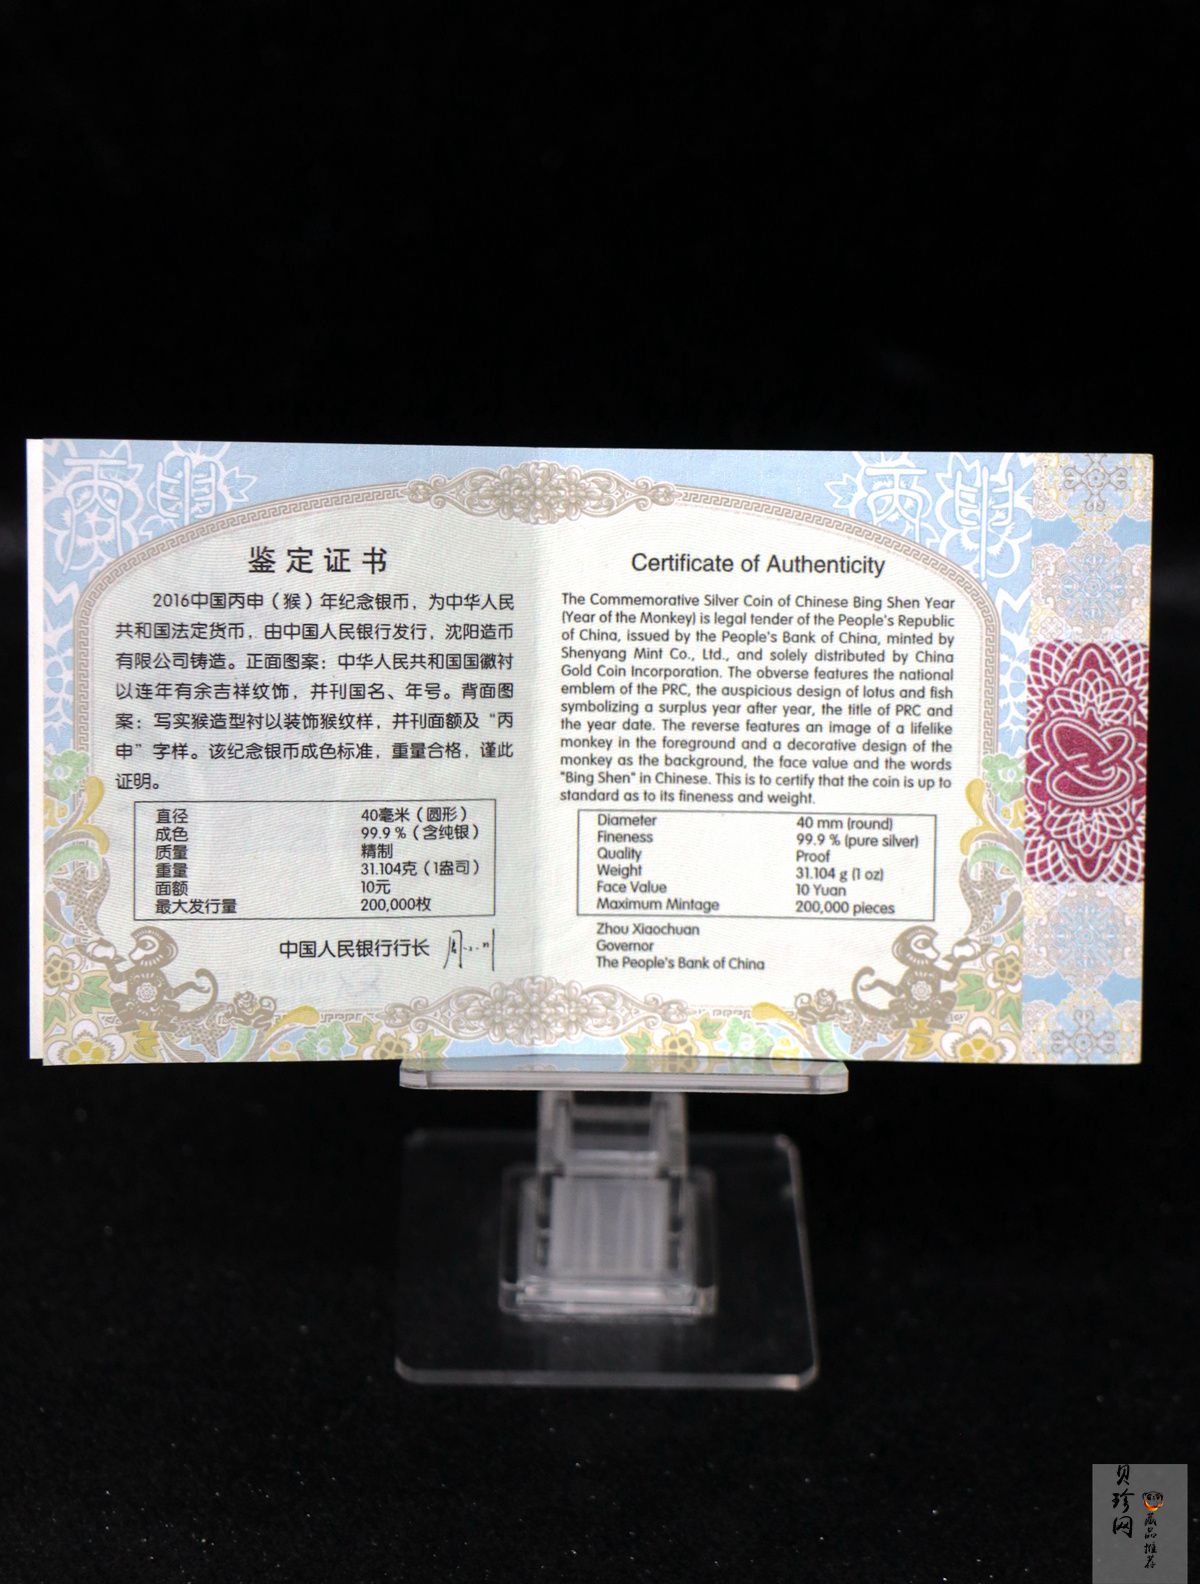 丙申
丙申
鉴定证书
2016中国丙申（猴）年纪念银币，为中华人民
共和国法定货币，由中国人民银行发行，沈阳造币
有限公司铸造。正面图案：中华人民共和国国徽衬
以连年有余吉祥纹饰，并刊国名、年号。背面图
案：写实猴造型衬以装饰猴纹样，并刊面额及“丙
申”字样。该纪念银币成色标准，重量合格，谨此
证明。
直径 40毫米（圆形）
成色 99.9％（含纯银）
质量 精制
重量 31.104克（1盎司）
面额 10元
最大发行量 200,000枚
中国人民银行行长
Certificate of Authenticity
The Commemorative Silver Coin of Chinese Bing Shen Year
(Year of the Monkey) is legal tender of the People's Republic
of China, issued by the People's Bank of China, minted by
Shenyang Mint Co., Ltd., and solely distributed by China
Gold Coin Incorporation. The obverse features the national
emblem of the PRC, the auspicious design of lotus and fish
symbolizing a surplus year after year, the title of PRC and
the year date. The reverse features an image of a lifelike
monkey in the foreground and a decorative design of the
monkey as the background, the face value and the words
"Bing Shen" in Chinese. This is to certify that the coin is up to
standard as to its fineness and weight.
Diameter 40 mm (round)
Fineness 99.9 % (pure silver)
Quality Proof
Weight 31.104 g (1 oz)
Face Value 10 Yuan
Maximum Mintage 200,000 pieces
Zhou Xiaochuan
Governor
The People's Bank of China
贝珍网
藏品推荐